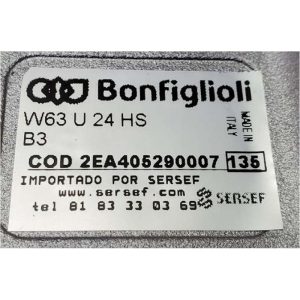 Bonfiglioli
W63 U 24 HS
B3
MADE IN
ITALY
COD 2EA405290007 135
IMPORTADO POR SERSEF
www.sersef.com
tel 81 83 33 03 69 SERSEF